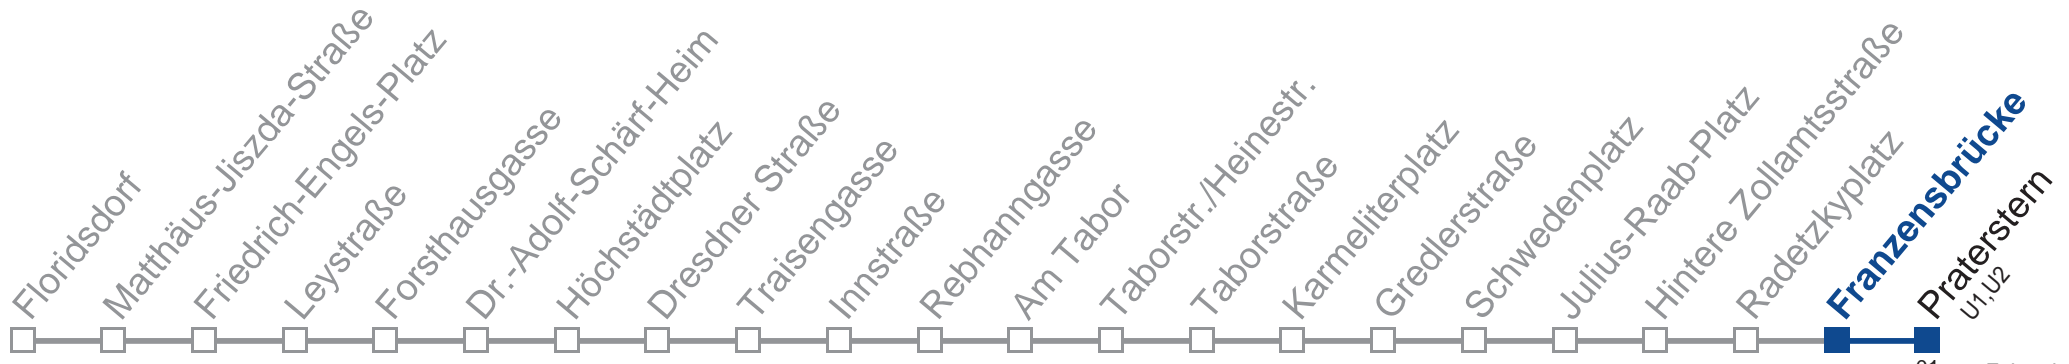 Floridsdorf
Matthäus-Jiszda-Straße
Friedrich-Engels-Platz
Leystraße
Forsthausgasse
Dr.-Adolf-Schärf-Heim
Höchstädtplatz
Dresdner Straße
Traisengasse
Innstraße
Rebhanngasse
Am Tabor
Taborstr./Heinestr.
Taborstraße
Karmeliterplatz
Gredlerstraße
Schwedenplatz
Julius-Raab-Platz
Hintere Zollamtsstraße
Radetzkyplatz
Franzensbrücke
Praterstern
U1,U2